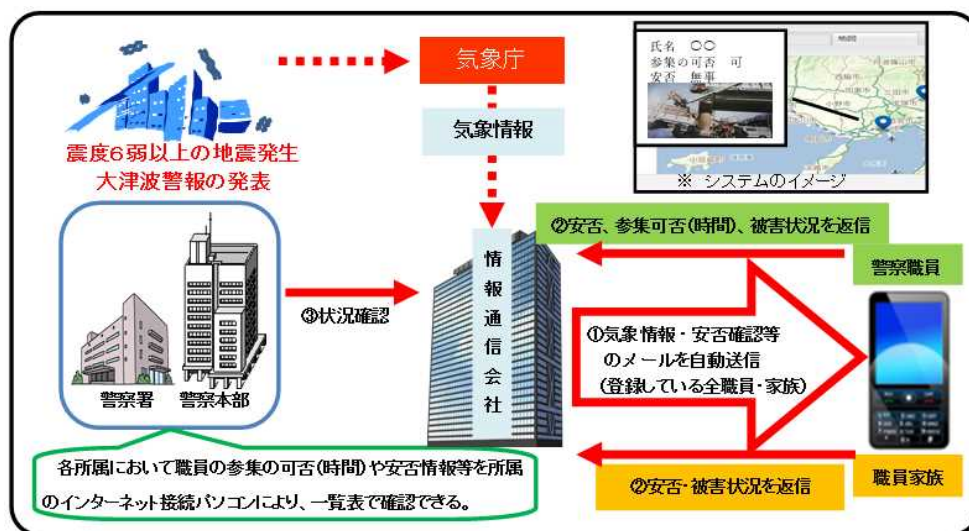 気象庁
気象情報
震度6弱以上の地震発生
大津波警報の発表
氏名 ○○
参集の可否 可
安否 無事
※ システムのイメージ
②安否、参集可否(時間)、被害状況を返信
警察職員
情報通信会社
③状況確認
①気象情報・安否確認等
のメールを自動送信
(登録している全職員・家族)
警察署 警察本部
各所属において職員の参集の可否(時間)や安否情報等を所属
のインターネット接続パソコンにより、一覧表で確認できる。
②安否・被害状況を返信
職員家族